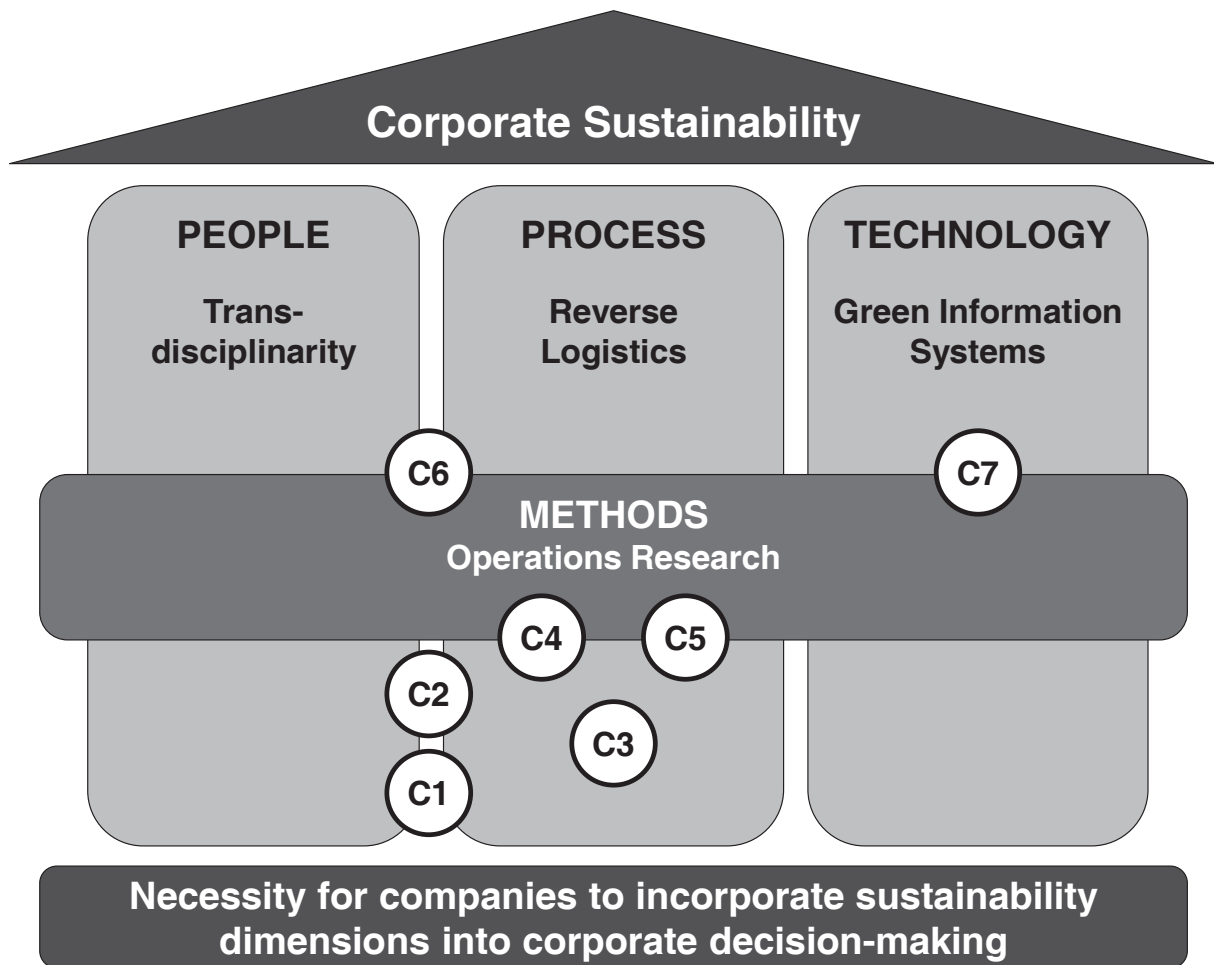 Corporate Sustainability
PEOPLE
Trans-
disciplinarity
PROCESS
Reverse
Logistics
TECHNOLOGY
Green Information
Systems
C6
C7
METHODS
Operations Research
C4
C5
C2
C3
C1
Necessity for companies to incorporate sustainability
dimensions into corporate decision-making